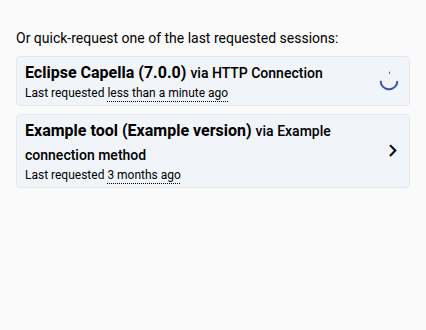 Or quick-request one of the last requested sessions:
Eclipse Capella (7.0.0) via HTTP Connection
Last requested less than a minute ago
Example tool (Example version) via Example
connection method
Last requested 3 months ago